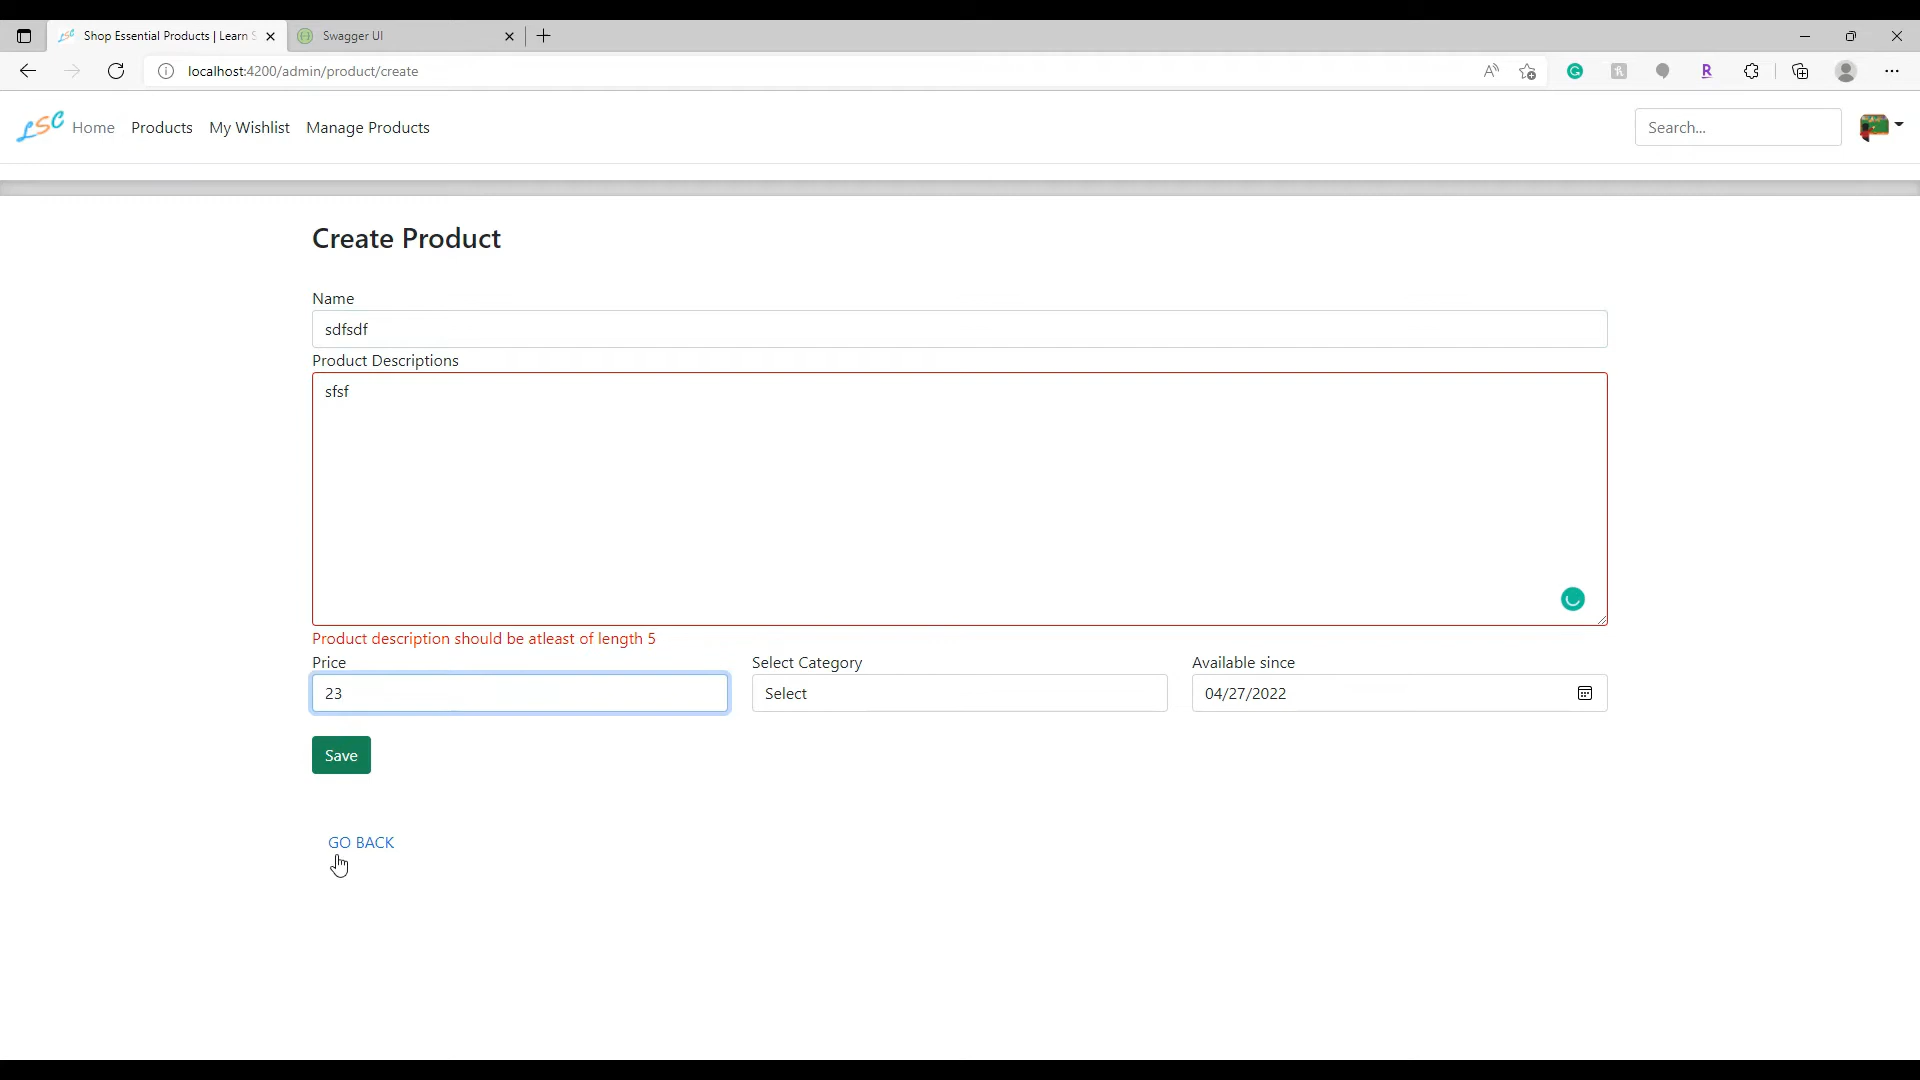 Shop Essential Products | Learn S
Swagger UI
localhost:4200/admin/product/create
LSC Home Products My Wishlist Manage Products Search...
Create Product
Name
sdfsdf
Product Descriptions
sfsf
Product description should be atleast of length 5
Price Select Category Available since
23 Select 04/27/2022
Save
GO BACK